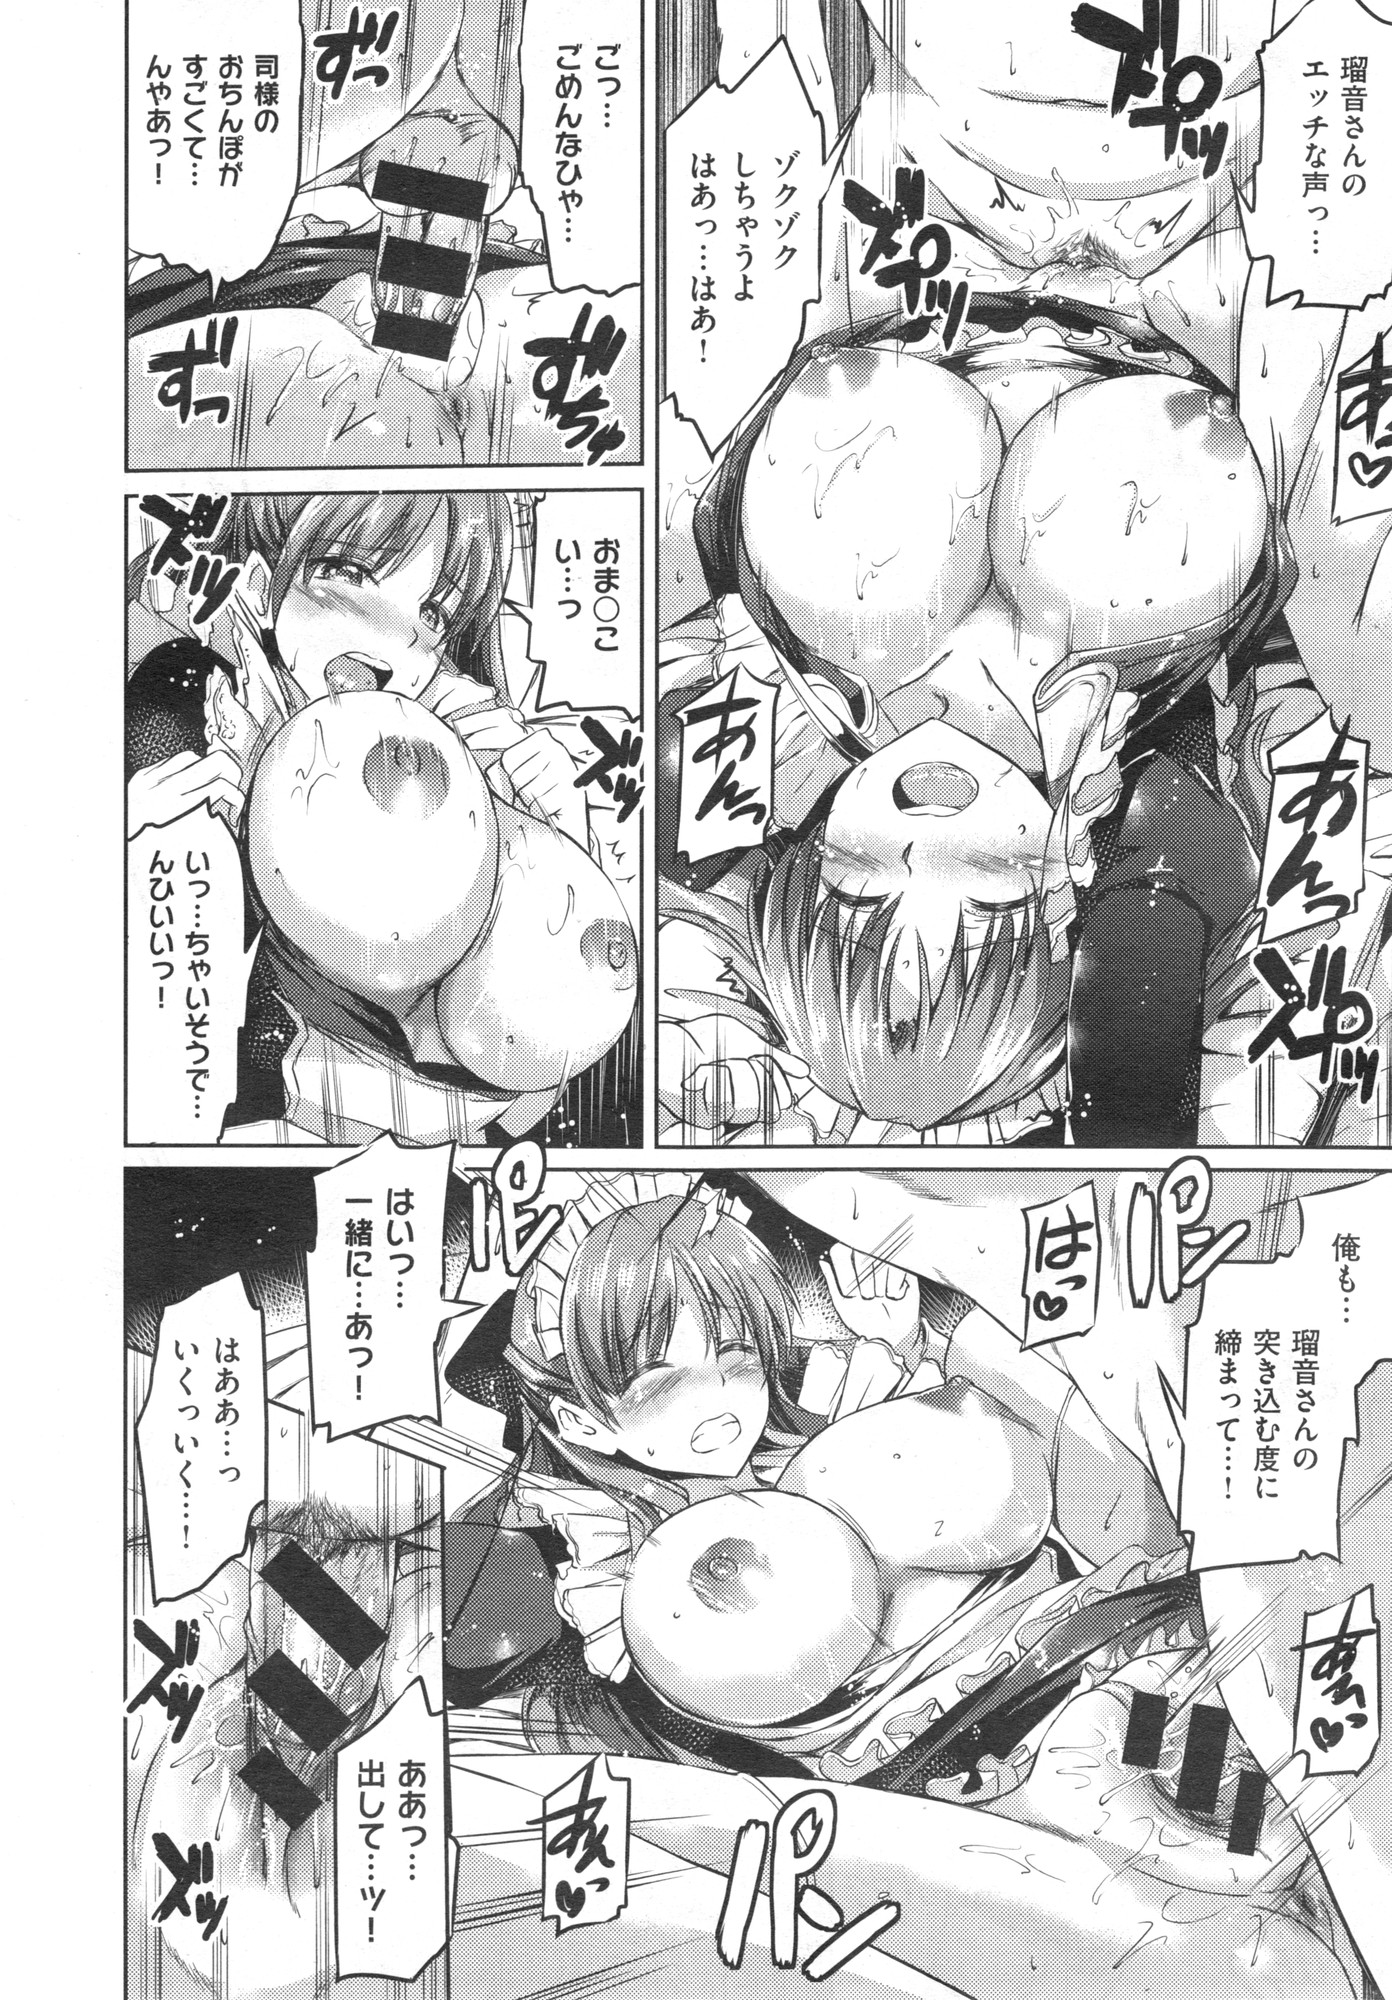 瑠音さんの
エッチな声っ…
ゾクゾク
しちゃうよ
はあっ…はあ！
あんっ
あんっ
ごっ…
ごめんなひゃ…
司様の
おちんぽが
すごくて…
んゃあっ！
おま○こ
い…っ
いっ…ちゃいそうで…
んひいいっ！
俺も…
瑠音さんの
突き込む度に
締まって…！
はっ♡
パンッ
パンッ
はいっ…
一緒に…あっ！
はああ…っ
いくっいく…！
ああっ…
出して…ッ！